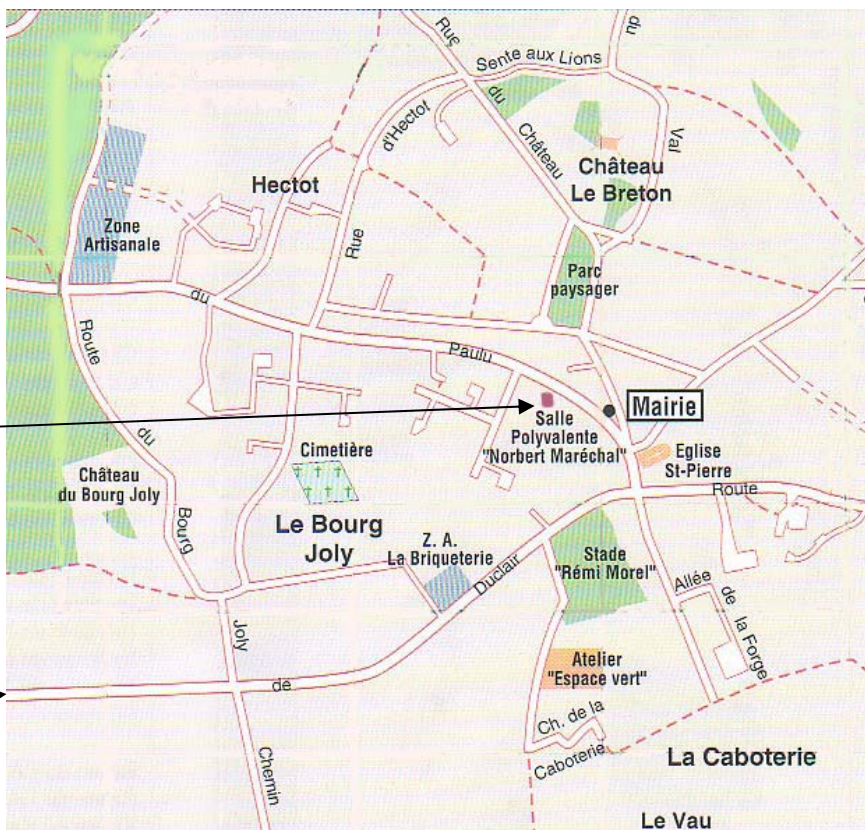 Rue
du
Château
Sente aux Lions
du
Val
d'Hectot
Rue
Château
Le Breton
Hectot
Zone
Artisanale
Parc
paysager
du
Paulu
Route
du
Bourg
Joly
Mairie
Salle
Polyvalente
"Norbert Maréchal"
Eglise
St-Pierre
Cimetière
Château
du Bourg Joly
Route
Le Bourg
Joly
Z. A.
La Briqueterie
Duclair
de
Stade
"Rémi Morel"
Allée
de
la Forge
Atelier
"Espace vert"
Ch. de la
Caboterie
Chemin
La Caboterie
Le Vau